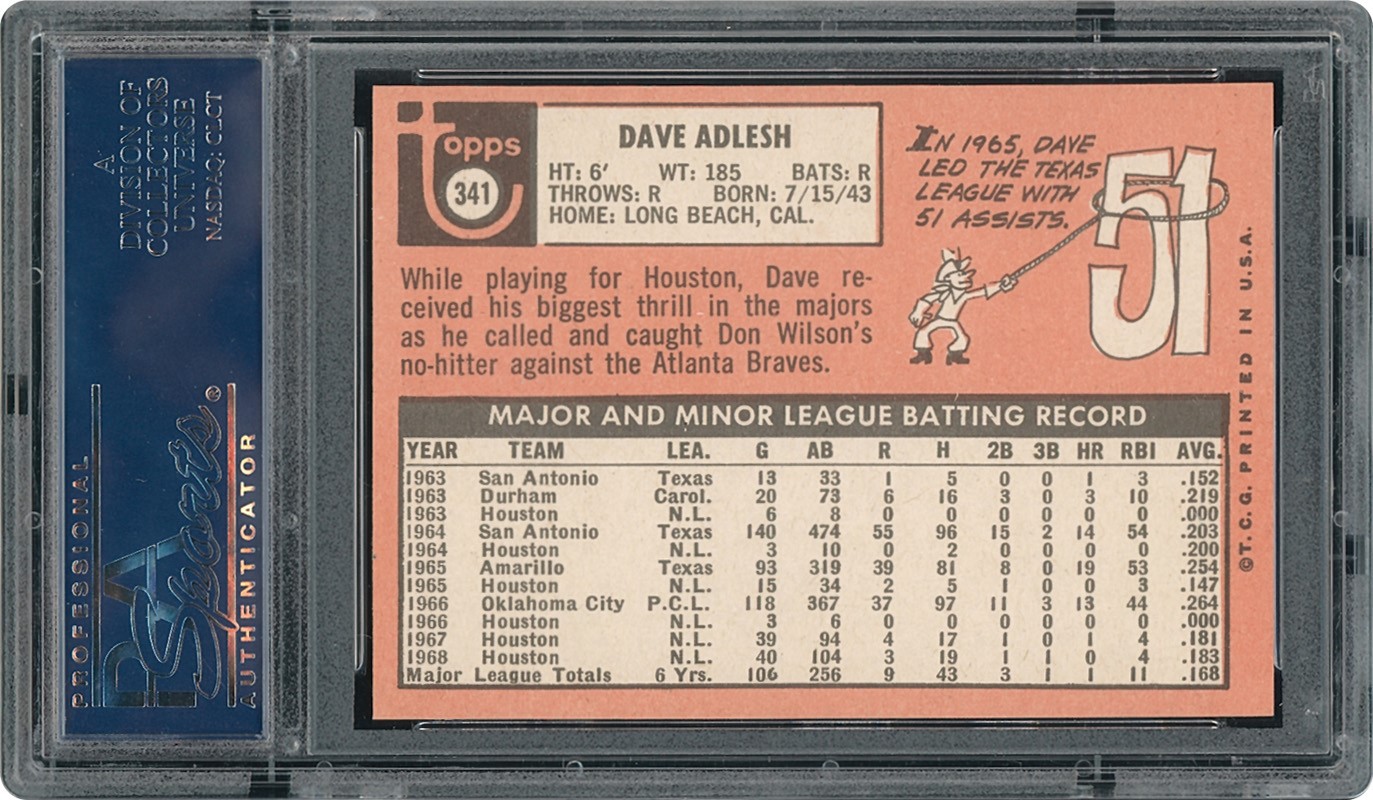 A
DIVISION OF
COLLECTORS
UNIVERSE
NASDAQ: CLCT
PROFESSIONAL
PSA
Sports®
AUTHENTICATOR
topps
341
DAVE ADLESH
HT: 6' WT: 185 BATS: R
THROWS: R BORN: 7/15/43
HOME: LONG BEACH, CAL.
While playing for Houston, Dave re-
ceived his biggest thrill in the majors
as he called and caught Don Wilson's
no-hitter against the Atlanta Braves.
IN 1965, DAVE
LED THE TEXAS
LEAGUE WITH
51 ASSISTS.
51
MAJOR AND MINOR LEAGUE BATTING RECORD
YEAR TEAM LEA. G AB R H 2B 3B HR RBI AVG.
1963 San Antonio Texas 13 33 1 5 0 0 1 3 .152
1963 Durham Carol. 20 73 6 16 3 0 3 10 .219
1963 Houston N.L. 6 8 0 0 0 0 0 0 .000
1964 San Antonio Texas 140 474 55 96 15 2 14 54 .203
1964 Houston N.L. 3 10 0 2 0 0 0 0 .200
1965 Amarillo Texas 93 319 39 81 8 0 19 53 .254
1965 Houston N.L. 15 34 2 5 1 0 0 3 .147
1966 Oklahoma City P.C.L. 118 367 37 97 11 3 13 44 .264
1966 Houston N.L. 3 6 0 0 0 0 0 0 .000
1967 Houston N.L. 39 94 4 17 1 0 1 4 .181
1968 Houston N.L. 40 104 3 19 1 1 0 4 .183
Major League Totals 6 Yrs. 106 256 9 43 3 1 1 11 .168
©T.C.G. PRINTED IN U.S.A.